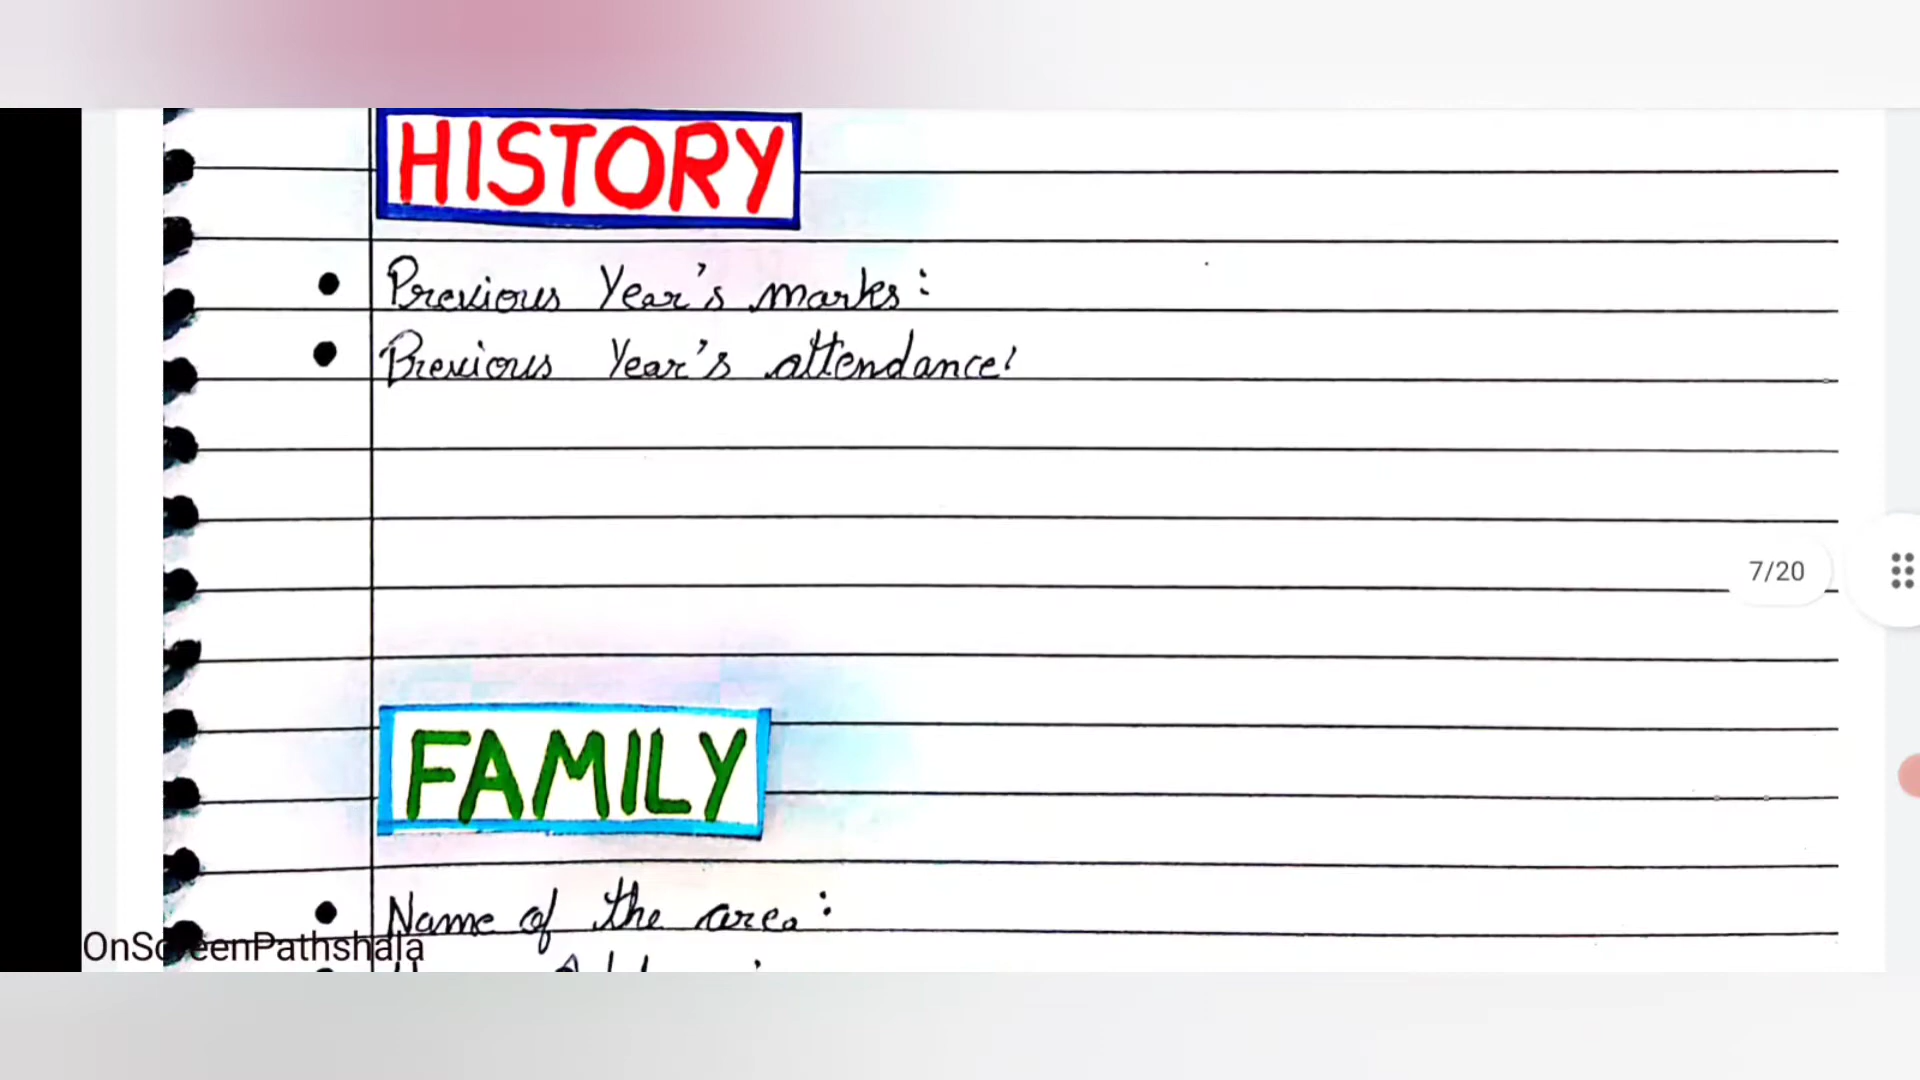 HISTORY
• Previous Year's marks:
• Previous Year's attendance:
7/20
FAMILY
• Name of the area:
OnScreenPathshala